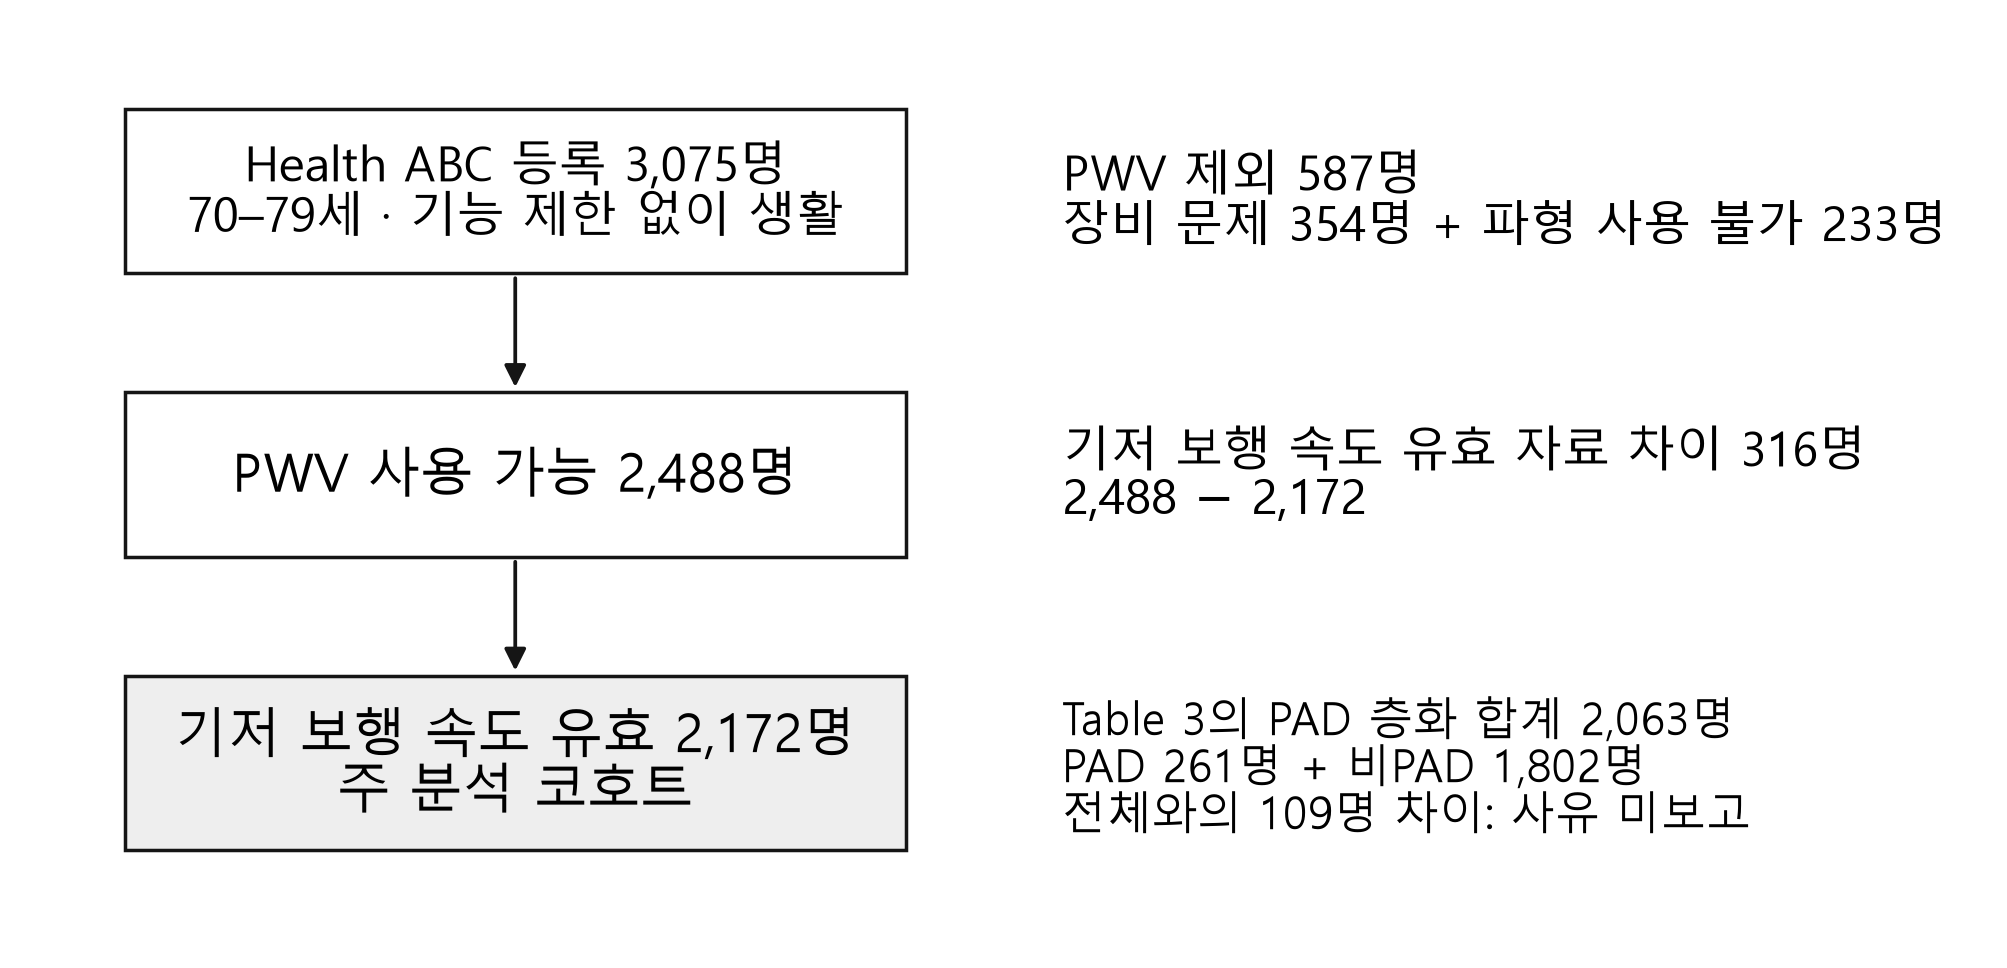 Health ABC 등록 3,075명
70–79세 · 기능 제한 없이 생활
PWV 제외 587명
장비 문제 354명 + 파형 사용 불가 233명
PWV 사용 가능 2,488명
기저 보행 속도 유효 자료 차이 316명
2,488 − 2,172
기저 보행 속도 유효 2,172명
주 분석 코호트
Table 3의 PAD 층화 합계 2,063명
PAD 261명 + 비PAD 1,802명
전체와의 109명 차이: 사유 미보고